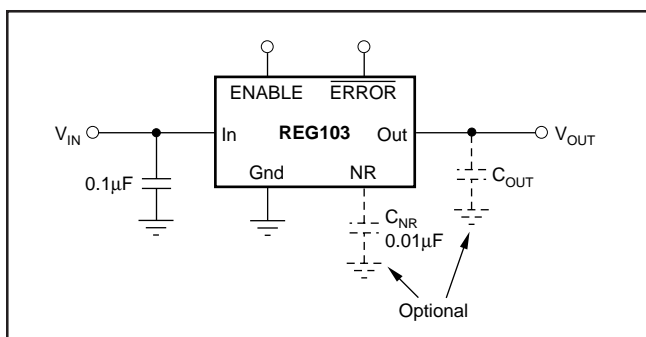 ENABLE
ERROR
V_IN
In
REG103
Out
V_OUT
0.1µF
Gnd
NR
C_OUT
C_NR
0.01µF
Optional